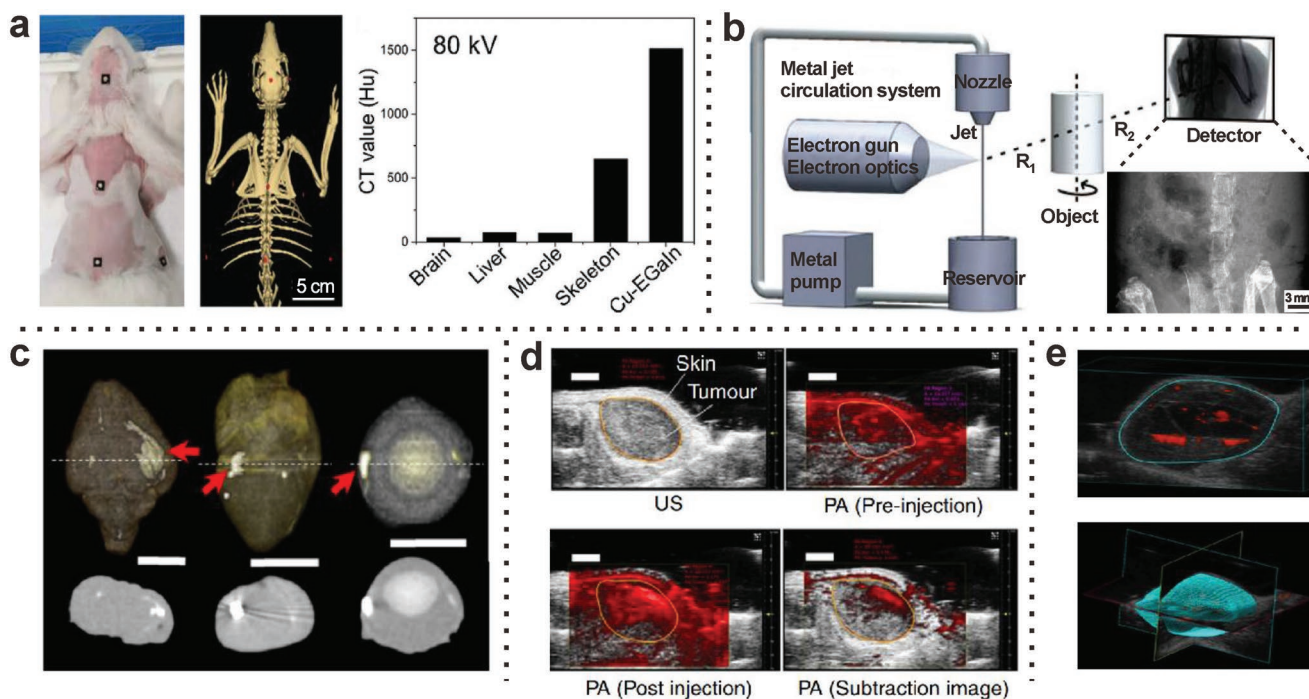 a
5 cm
CT value (Hu)
1500
1000
500
0
80 kV
Brain
Liver
Muscle
Skeleton
Cu-EGaIn
b
Metal jet
circulation system
Nozzle
Jet
Electron gun
Electron optics
Metal
pump
Reservoir
R1
R2
Object
Detector
3 mm
c
d
Skin
Tumour
US
PA (Pre-injection)
PA (Post injection)
PA (Subtraction image)
e